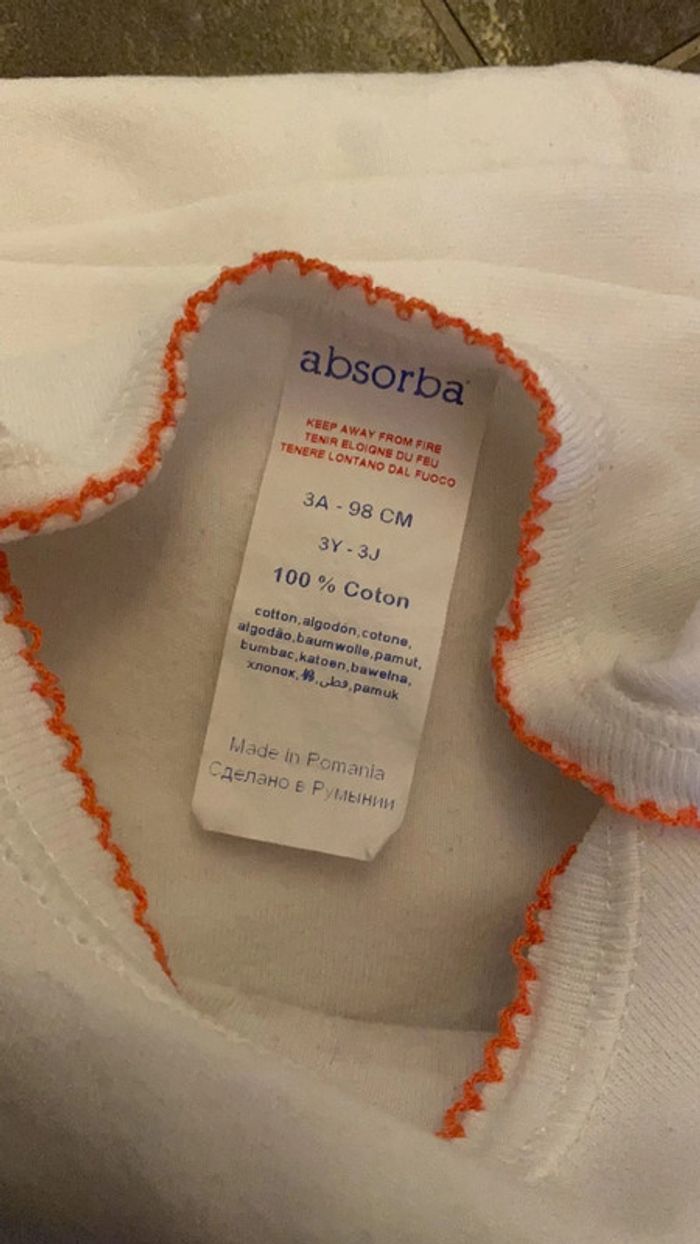 absorba
KEEP AWAY FROM FIRE
TENIR ELOIGNE DU FEU
TENERE LONTANO DAL FUOCO
3A - 98 CM
3Y - 3J
100 % Coton
cotton,algodón,cotone,
algodão,baumwolle,pamut,
bumbac,katoen,bawełna,
хлопок,棉,قطن,pamuk
Made in Romania
Сделано в Румынии